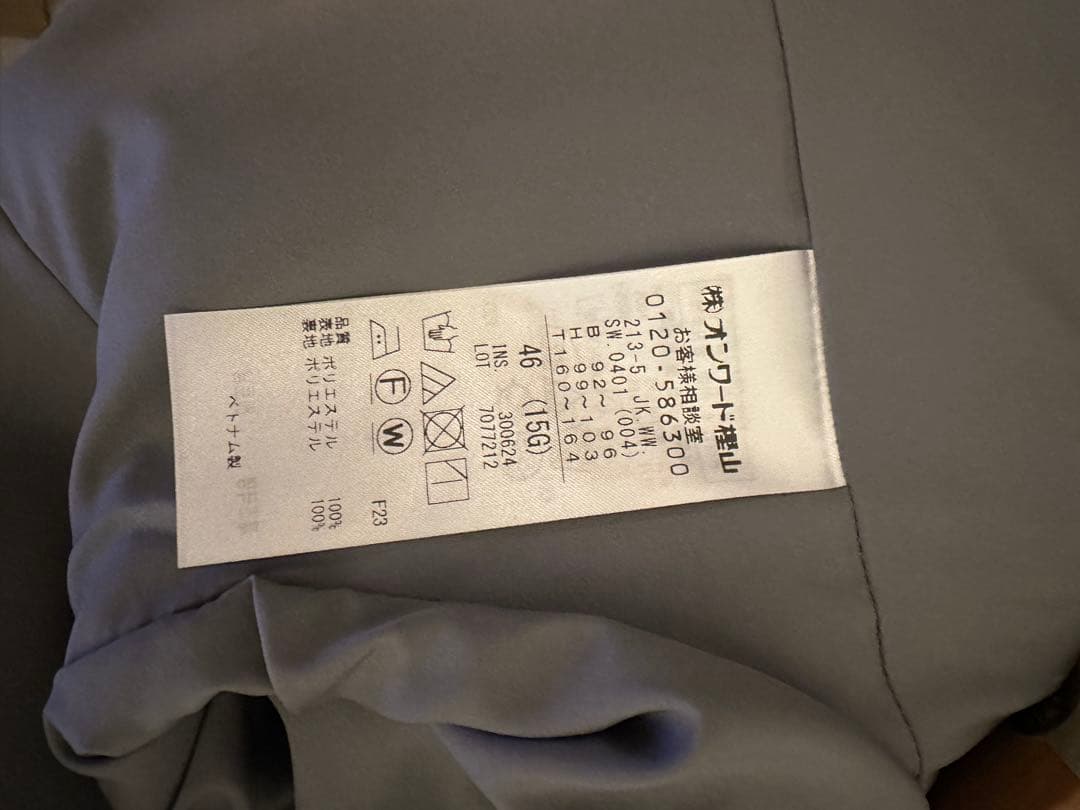 ㈱オンワード樫山
お客様相談室
0120-586300
213-5 JK.WW;
SW.0401 (004)
B 92~ 96
H 99~103
T160~164
46 (15G)
INS 300624
LOT 7077212
F W F23
品質
表地 ポリエステル 100%
裏地 ポリエステル 100%
ベトナム製